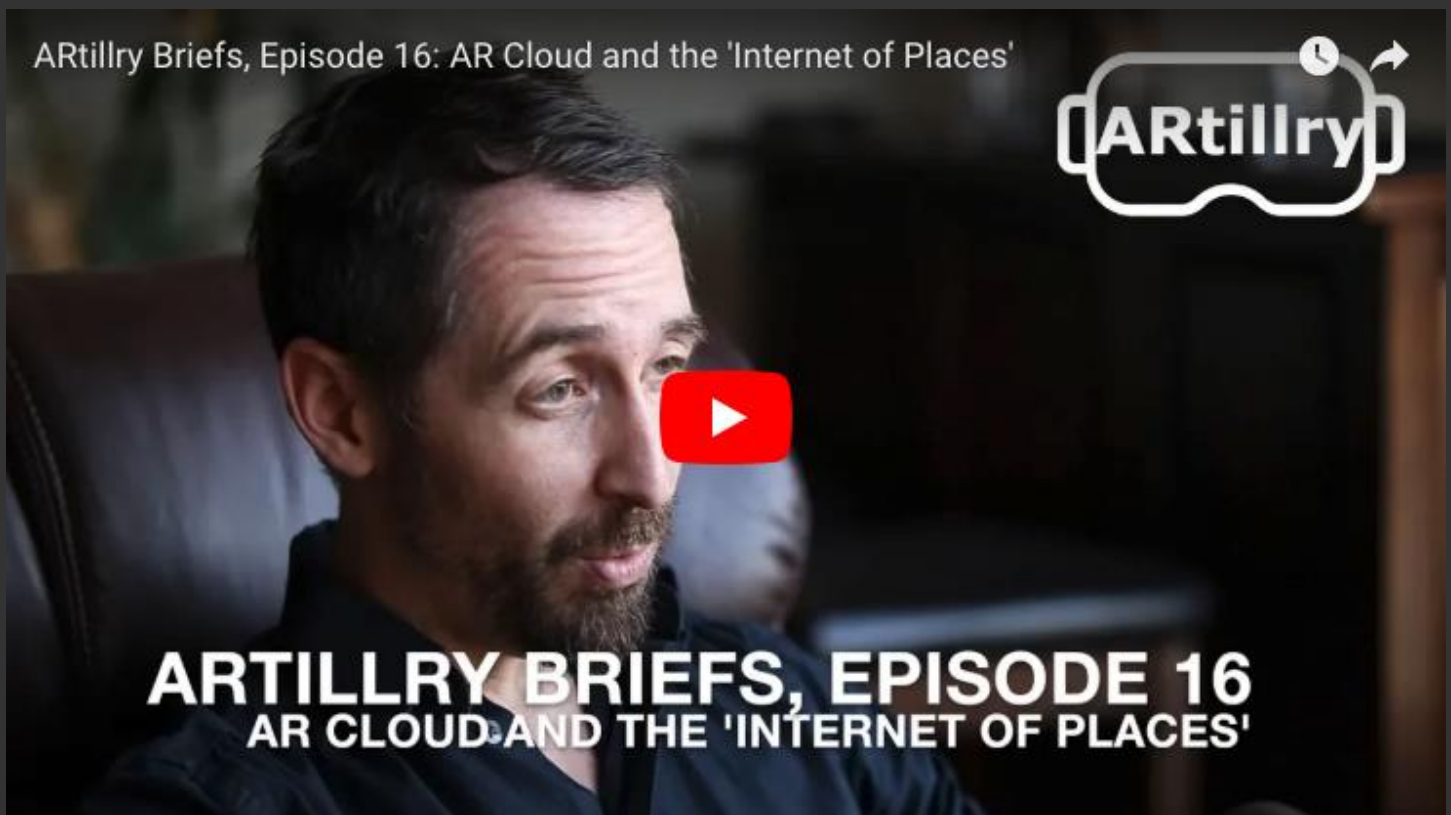 ARtillry Briefs, Episode 16: AR Cloud and the 'Internet of Places'
ARtillry
ARTILLRY BRIEFS, EPISODE 16
AR CLOUD AND THE 'INTERNET OF PLACES'